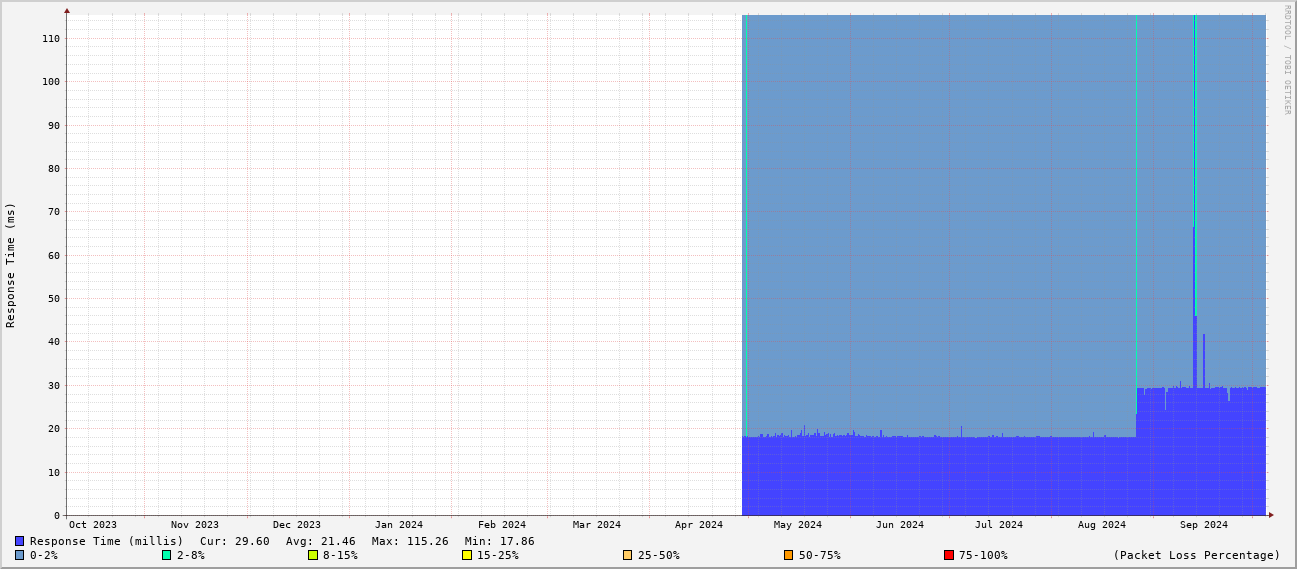 RRDTOOL / TOBI OETIKER
Response Time (ms)
110
100
90
80
70
60
50
40
30
20
10
0
Oct 2023 Nov 2023 Dec 2023 Jan 2024 Feb 2024 Mar 2024 Apr 2024 May 2024 Jun 2024 Jul 2024 Aug 2024 Sep 2024
Response Time (millis) Cur: 29.60 Avg: 21.46 Max: 115.26 Min: 17.86
0-2% 2-8% 8-15% 15-25% 25-50% 50-75% 75-100% (Packet Loss Percentage)